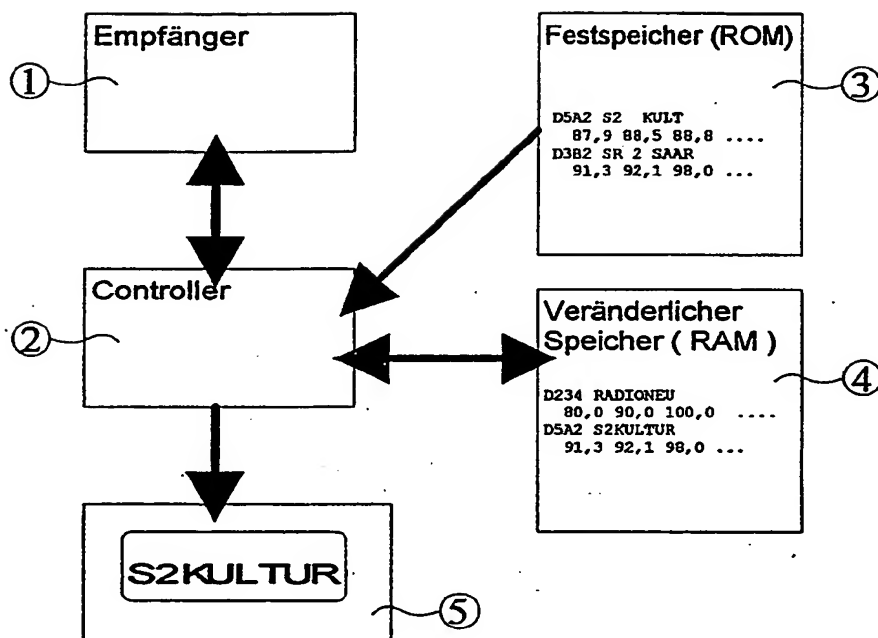 Empfänger
①
Festspeicher (ROM)
③
D5A2 S2 KULT
87,9 88,5 88,8 ....
D3B2 SR 2 SAAR
91,3 92,1 98,0 ...
Controller
②
Veränderlicher
Speicher ( RAM )
④
D234 RADIONEU
80,0 90,0 100,0 ....
D5A2 S2KULTUR
91,3 92,1 98,0 ...
S2KULTUR
⑤